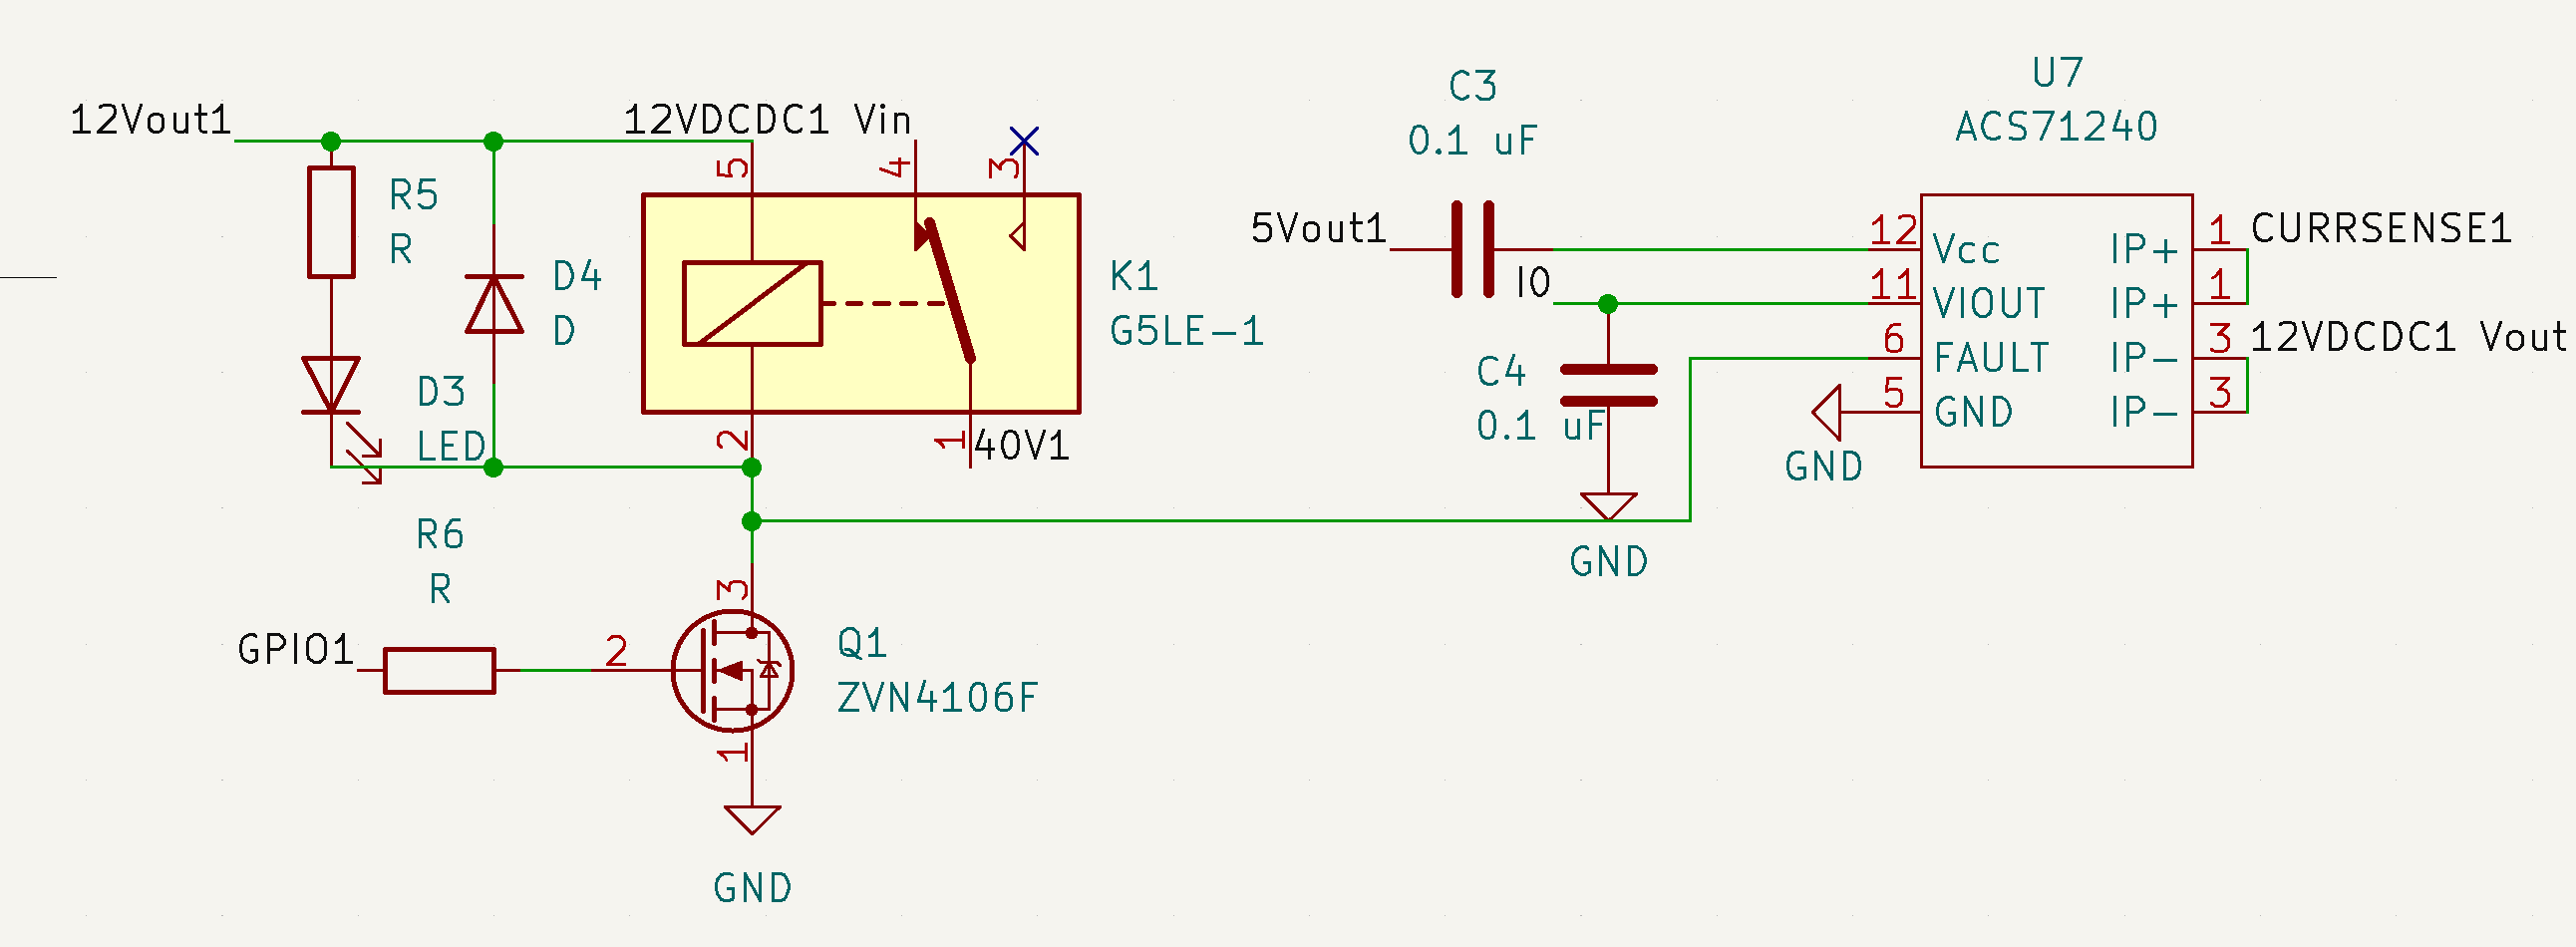 12Vout1
R5
R
D4
D
D3
LED
12VDCDC1 Vin
5
4
3
2
1
40V1
K1
G5LE-1
R6
R
GPIO1
2
3
1
Q1
ZVN4106F
GND
C3
0.1 uF
5Vout1
I0
C4
0.1 uF
GND
GND
U7
ACS71240
12
11
6
5
Vcc
VIOUT
FAULT
GND
IP+
IP+
IP-
IP-
1
1
3
3
CURRSENSE1
12VDCDC1 Vout